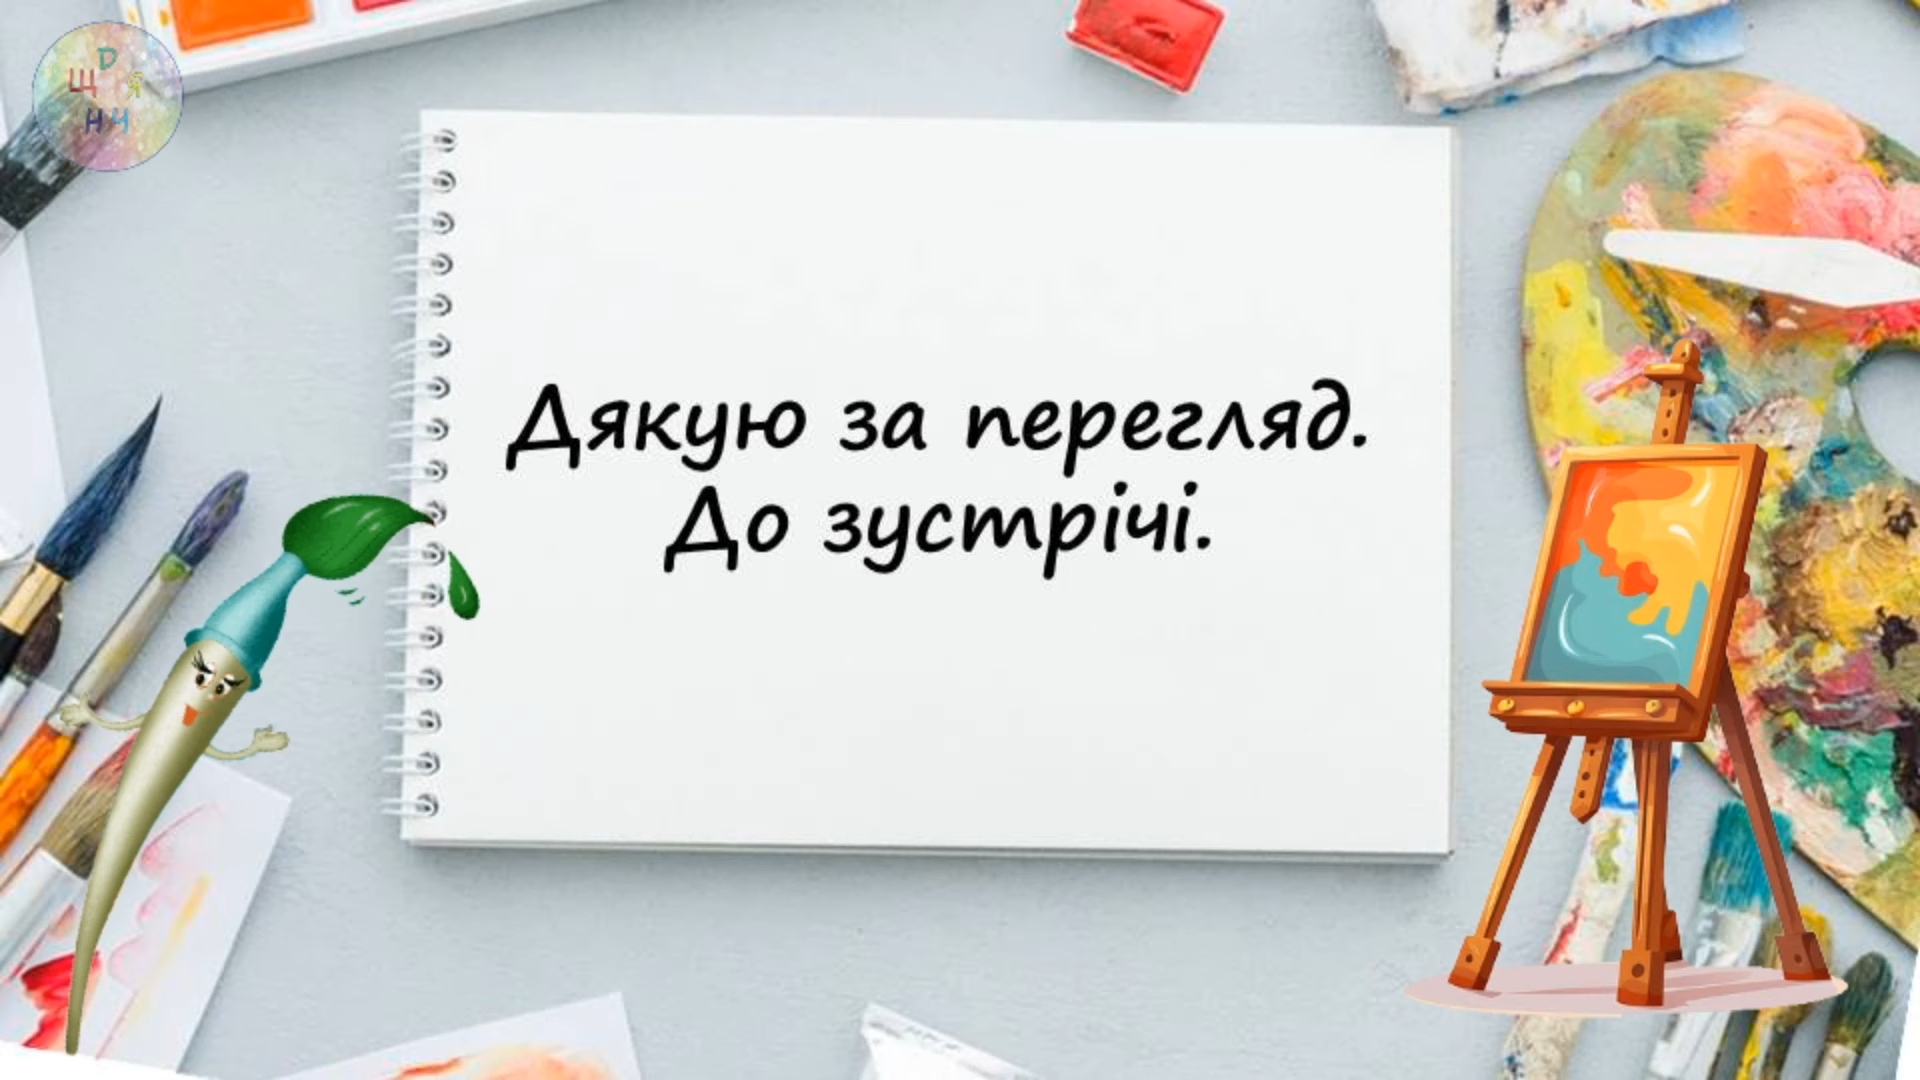 D
Щ Я
Н Ч
Дякую за перегляд.
До зустрічі.